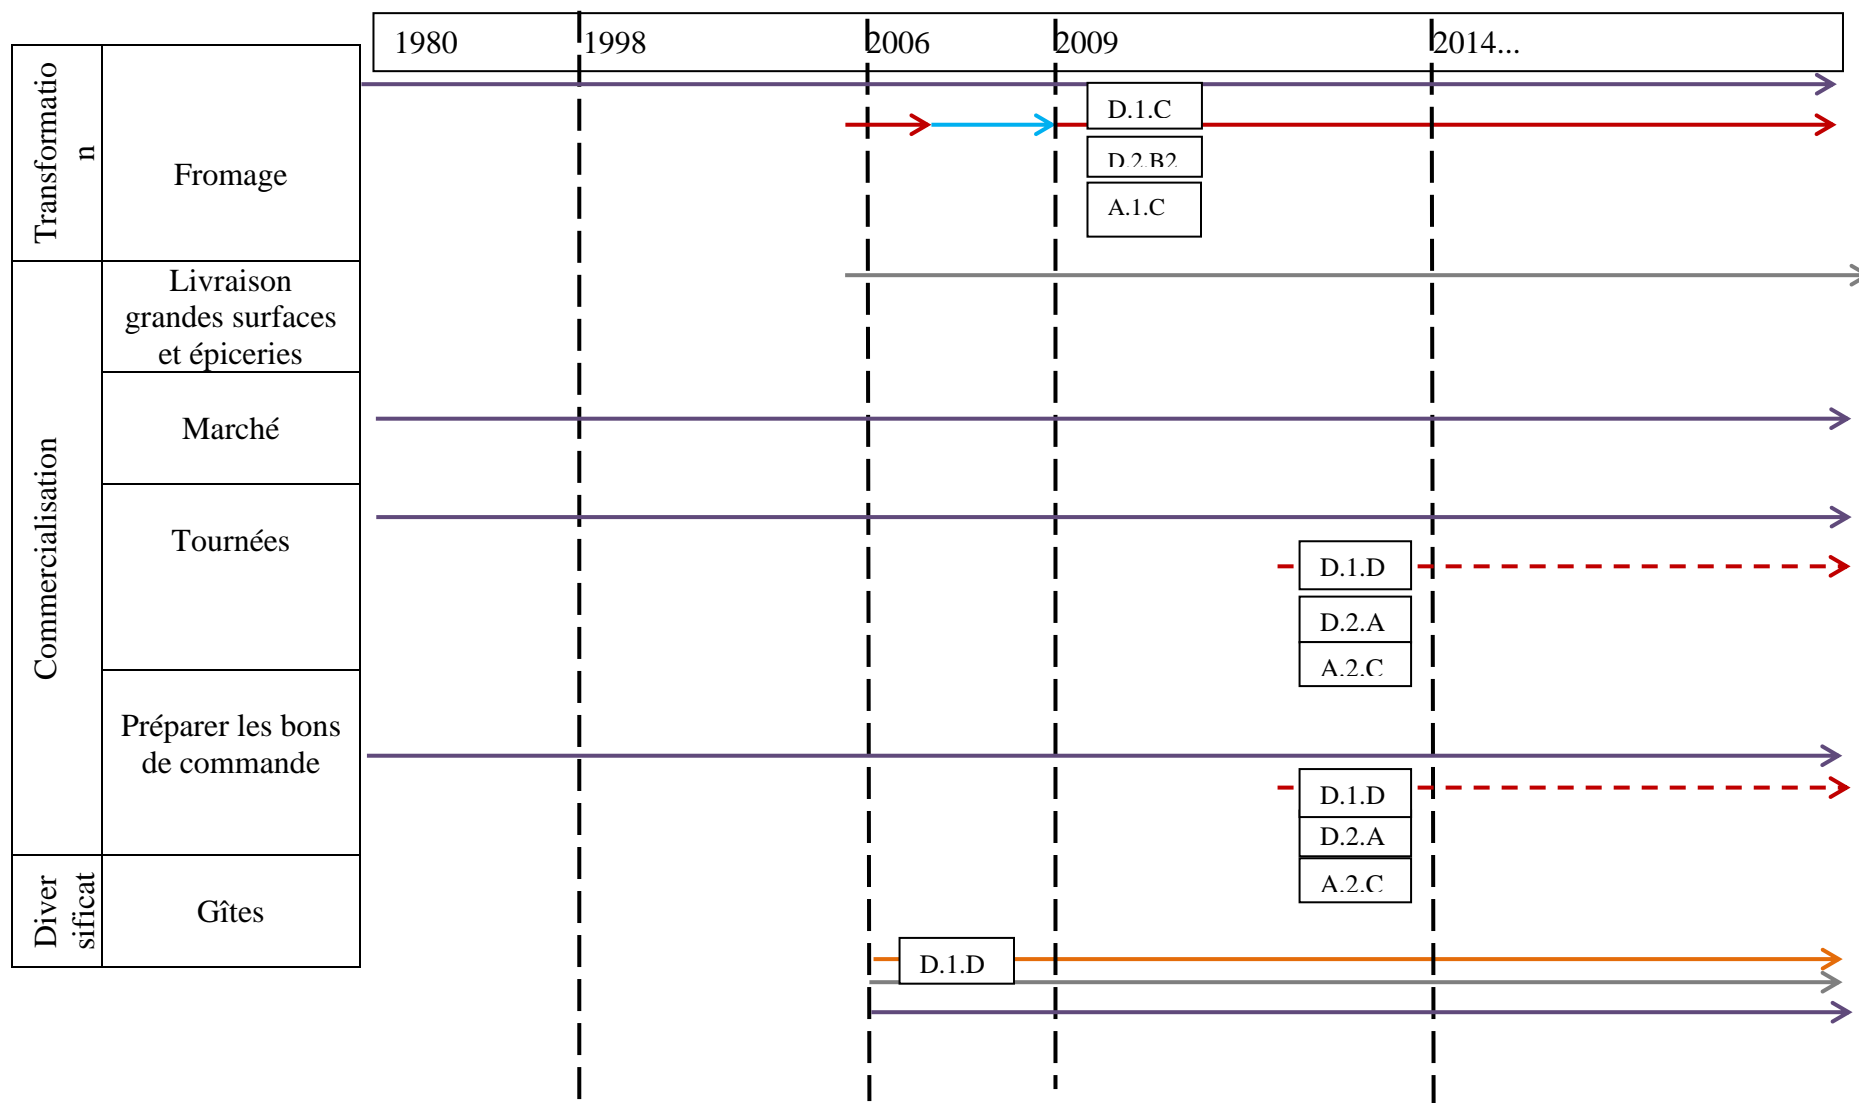 1980
1998
2006
2009
2014...
Transformatio
n
Fromage
D.1.C
D.2.B2
A.1.C
Commercialisation
Livraison
grandes surfaces
et épiceries
Marché
Tournées
D.1.D
D.2.A
A.2.C
Préparer les bons
de commande
D.1.D
D.2.A
A.2.C
Diver
sificat
Gîtes
D.1.D